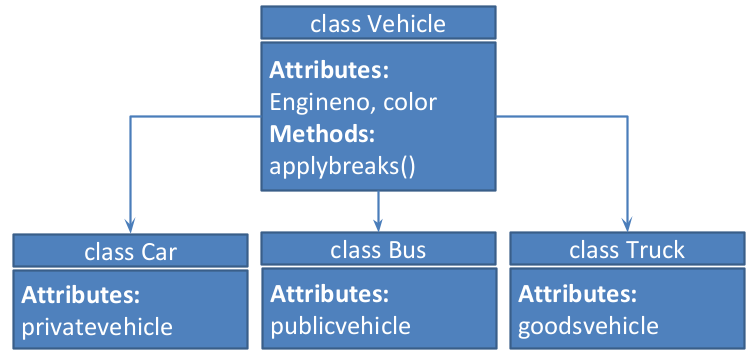 class Vehicle
Attributes:
Engineno, color
Methods:
applybreaks()
class Car
Attributes:
privatevehicle
class Bus
Attributes:
publicvehicle
class Truck
Attributes:
goodsvehicle